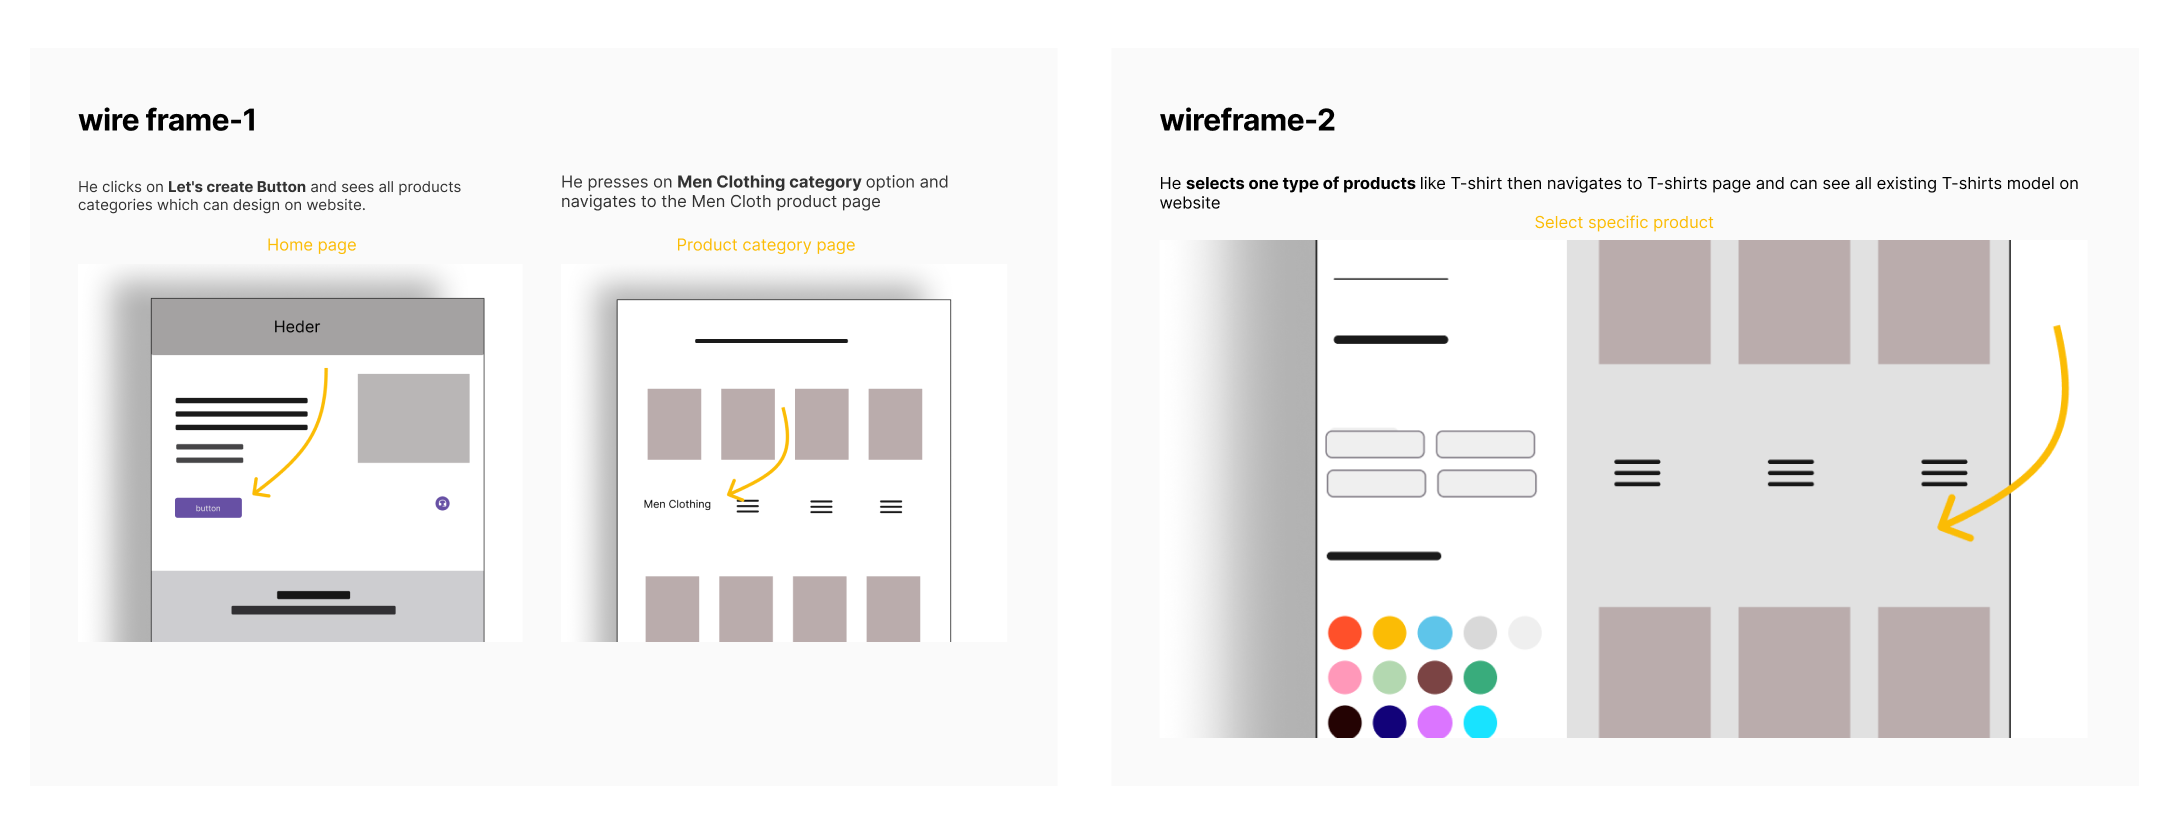 wire frame-1
He clicks on Let's create Button and sees all products
categories which can design on website.
Home page
Heder
button
He presses on Men Clothing category option and
navigates to the Men Cloth product page
Product category page
Men Clothing
wireframe-2
He selects one type of products like T-shirt then navigates to T-shirts page and can see all existing T-shirts model on
website
Select specific product